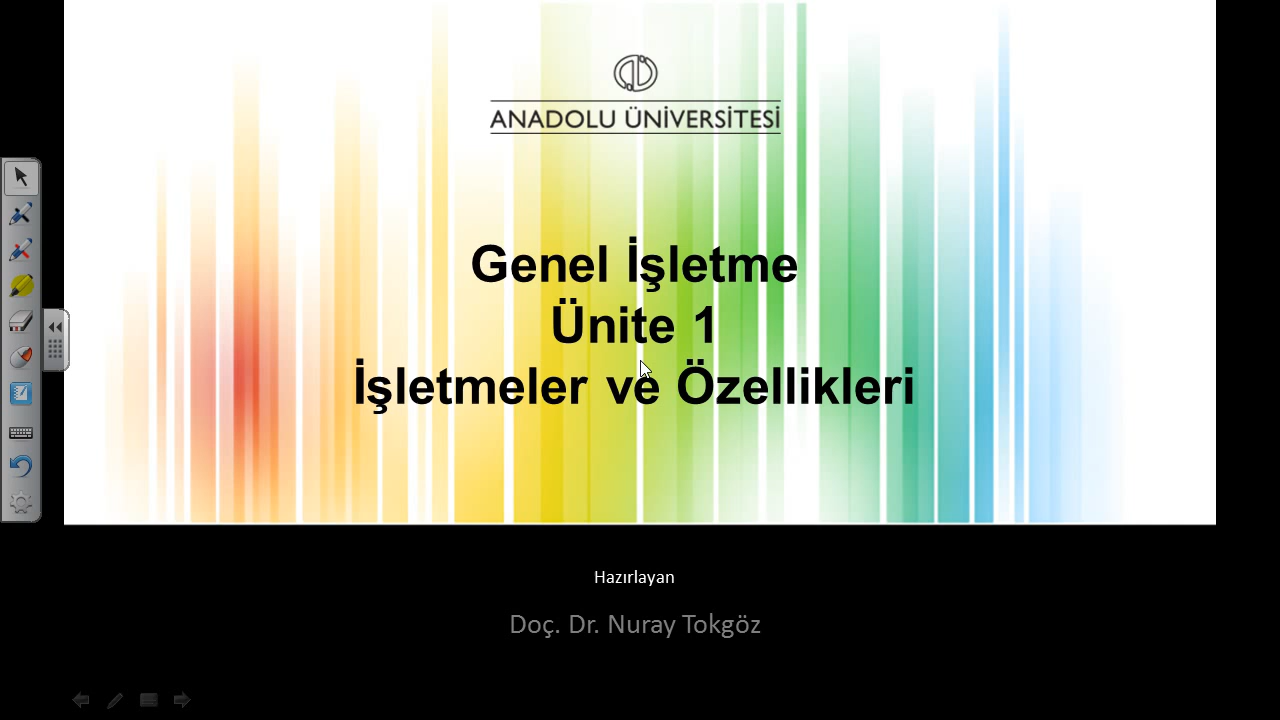 ANADOLU ÜNİVERSİTESİ
Genel İşletme
Ünite 1
İşletmeler ve Özellikleri
Hazırlayan
Doç. Dr. Nuray Tokgöz